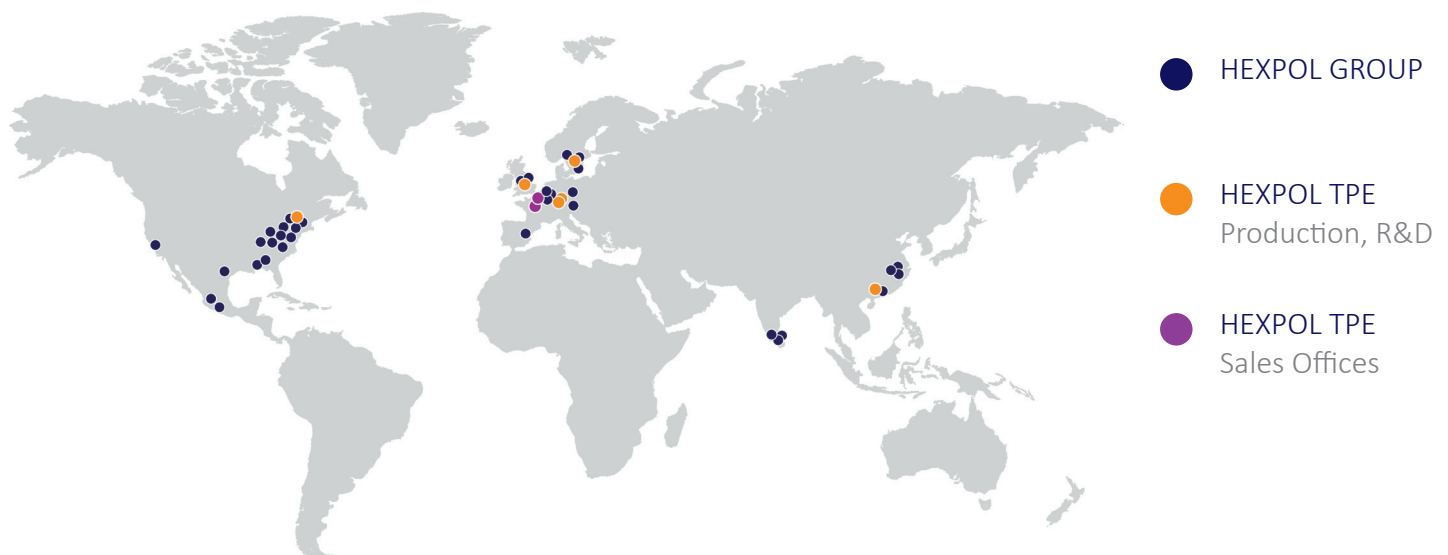 HEXPOL GROUP
HEXPOL TPE
Production, R&D
HEXPOL TPE
Sales Offices